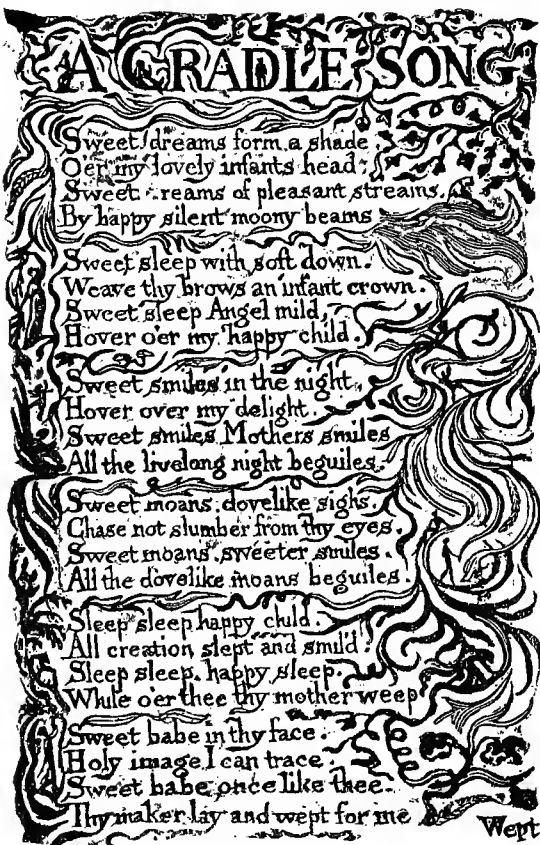 A CRADLE SONG
Sweet dreams form a shade
Oer my lovely infants head.
Sweet reams of pleasant streams.
By happy silent moony beams
Sweet sleep with soft down.
Weave thy brows an infant crown.
Sweet sleep Angel mild,
Hover o'er my happy child.
Sweet smiles in the night,
Hover over my delight.
Sweet smiles Mothers smiles
All the livelong night beguiles.
Sweet moans, dovelike sighs,
Chase not slumber from thy eyes.
Sweet moans, sweeter smiles.
All the dovelike moans beguiles.
Sleep sleep happy child.
All creation slept and smil'd.
Sleep sleep, happy sleep,
While o'er thee thy mother weep
Sweet babe in thy face,
Holy image I can trace.
Sweet babe once like thee,
Thy maker lay and wept for me
Wept